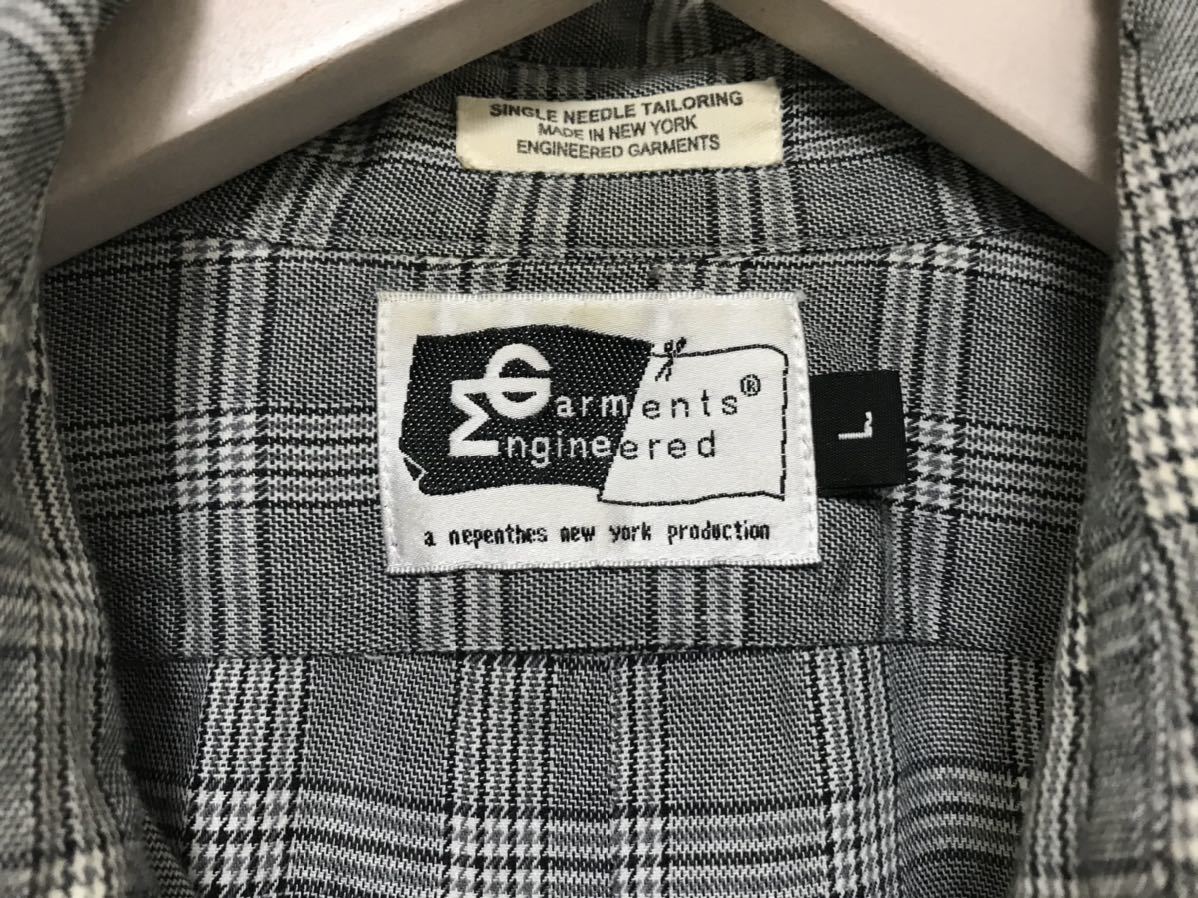 SINGLE NEEDLE TAILORING
MADE IN NEW YORK
ENGINEERED GARMENTS
Garments®
Engineered
L
a nepenthes new york production